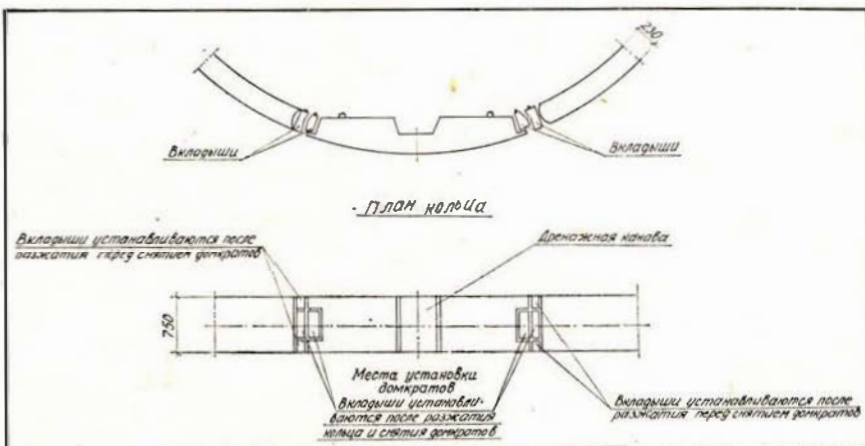 230
Вкладыши
Вкладыши
План кольца
Вкладыши устанавливаются после
разжатия перед снятием домкратов
Дренажная канава
750
Места установки
домкратов
Вкладыши устанавли-
ваются после разжатия
кольца и снятия домкратов
Вкладыши устанавливаются после
разжатия перед снятием домкратов